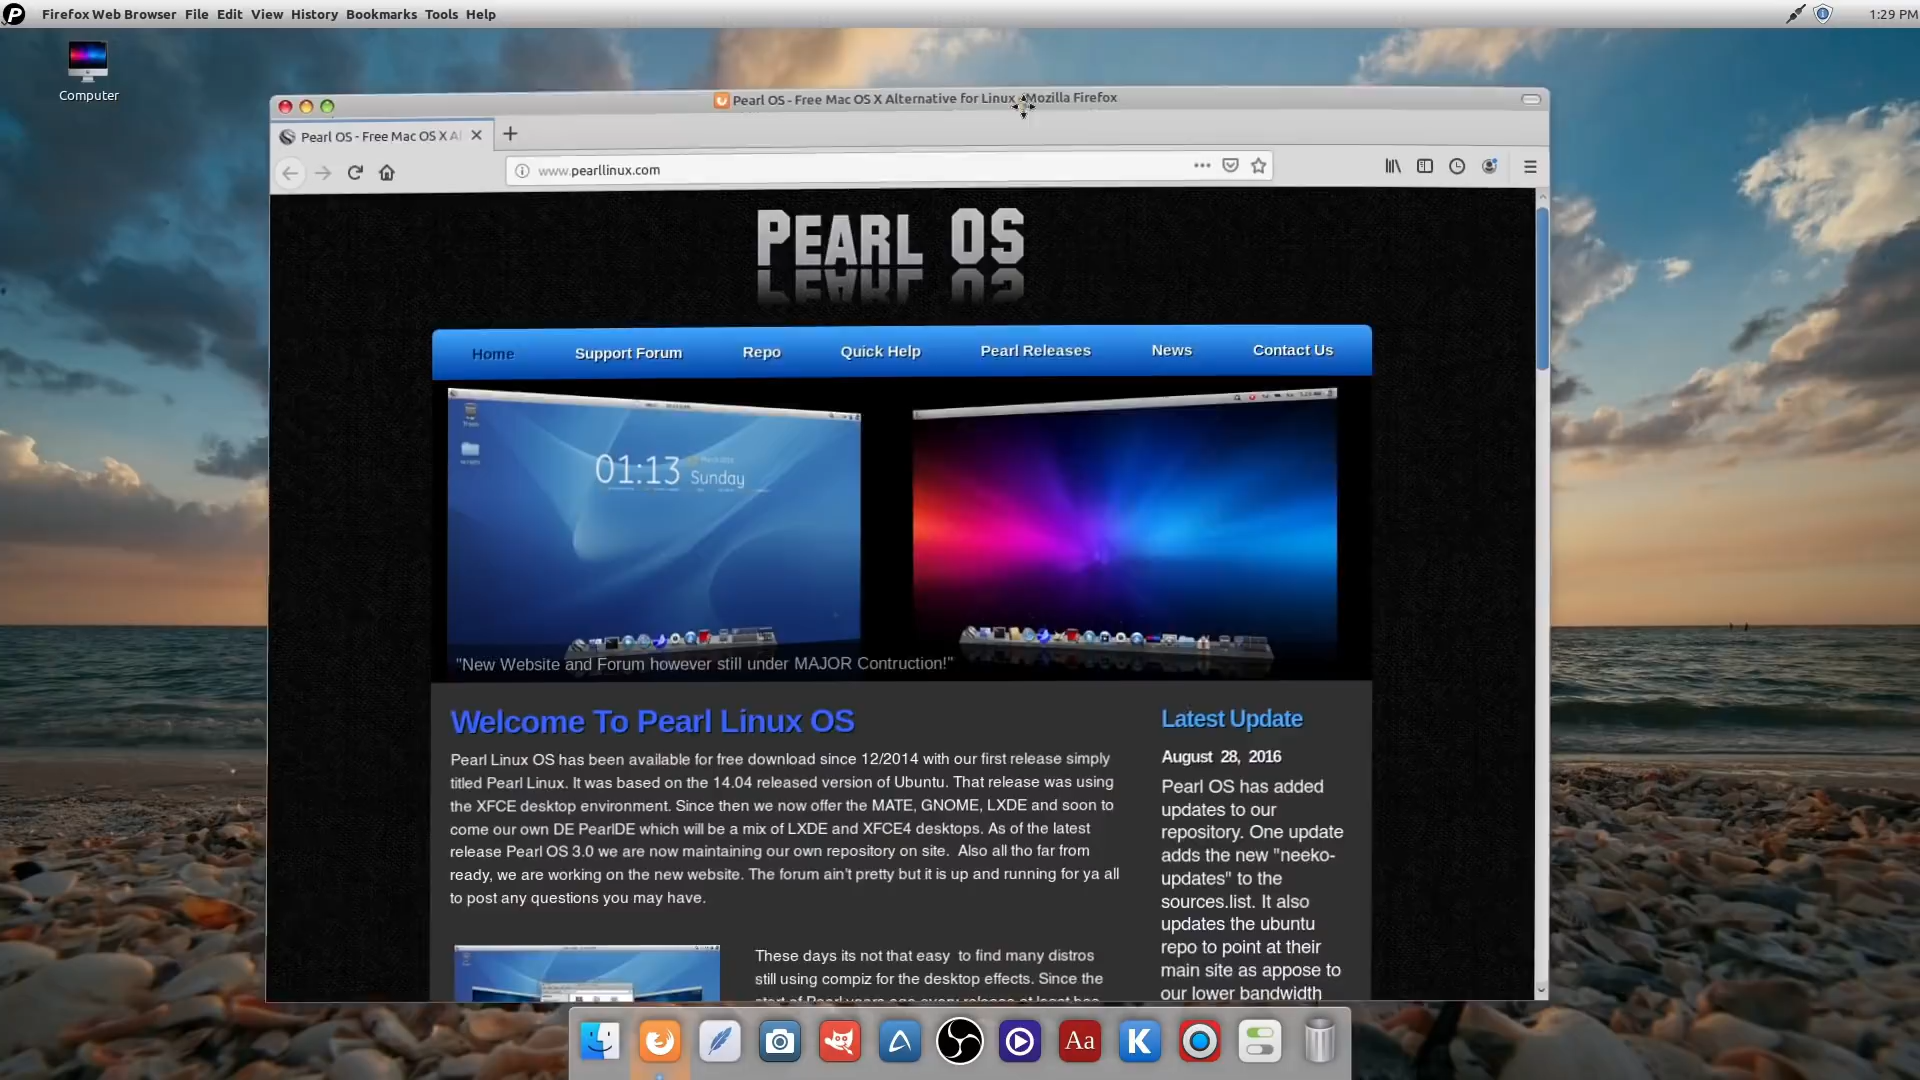 Firefox Web Browser File Edit View History Bookmarks Tools Help
1:29 PM
Computer
Pearl OS - Free Mac OS X Alternative for Linux - Mozilla Firefox
Pearl OS - Free Mac OS X Al
www.pearllinux.com
PEARL OS
Home Support Forum Repo Quick Help Pearl Releases News Contact Us
01:13
Sunday
"New Website and Forum however still under MAJOR Contruction!"
Welcome To Pearl Linux OS
Pearl Linux OS has been available for free download since 12/2014 with our first release simply
titled Pearl Linux. It was based on the 14.04 released version of Ubuntu. That release was using
the XFCE desktop environment. Since then we now offer the MATE, GNOME, LXDE and soon to
come our own DE PearlDE which will be a mix of LXDE and XFCE4 desktops. As of the latest
release Pearl OS 3.0 we are now maintaining our own repository on site. Also all tho far from
ready, we are working on the new website. The forum ain't pretty but it is up and running for ya all
to post any questions you may have.
These days its not that easy to find many distros
still using compiz for the desktop effects. Since the
start of Pearl years ago every release at least has
Latest Update
August 28, 2016
Pearl OS has added
updates to our
repository. One update
adds the new "neeko-
updates" to the
sources.list. It also
updates the ubuntu
repo to point at their
main site as appose to
our lower bandwidth
Aa
K